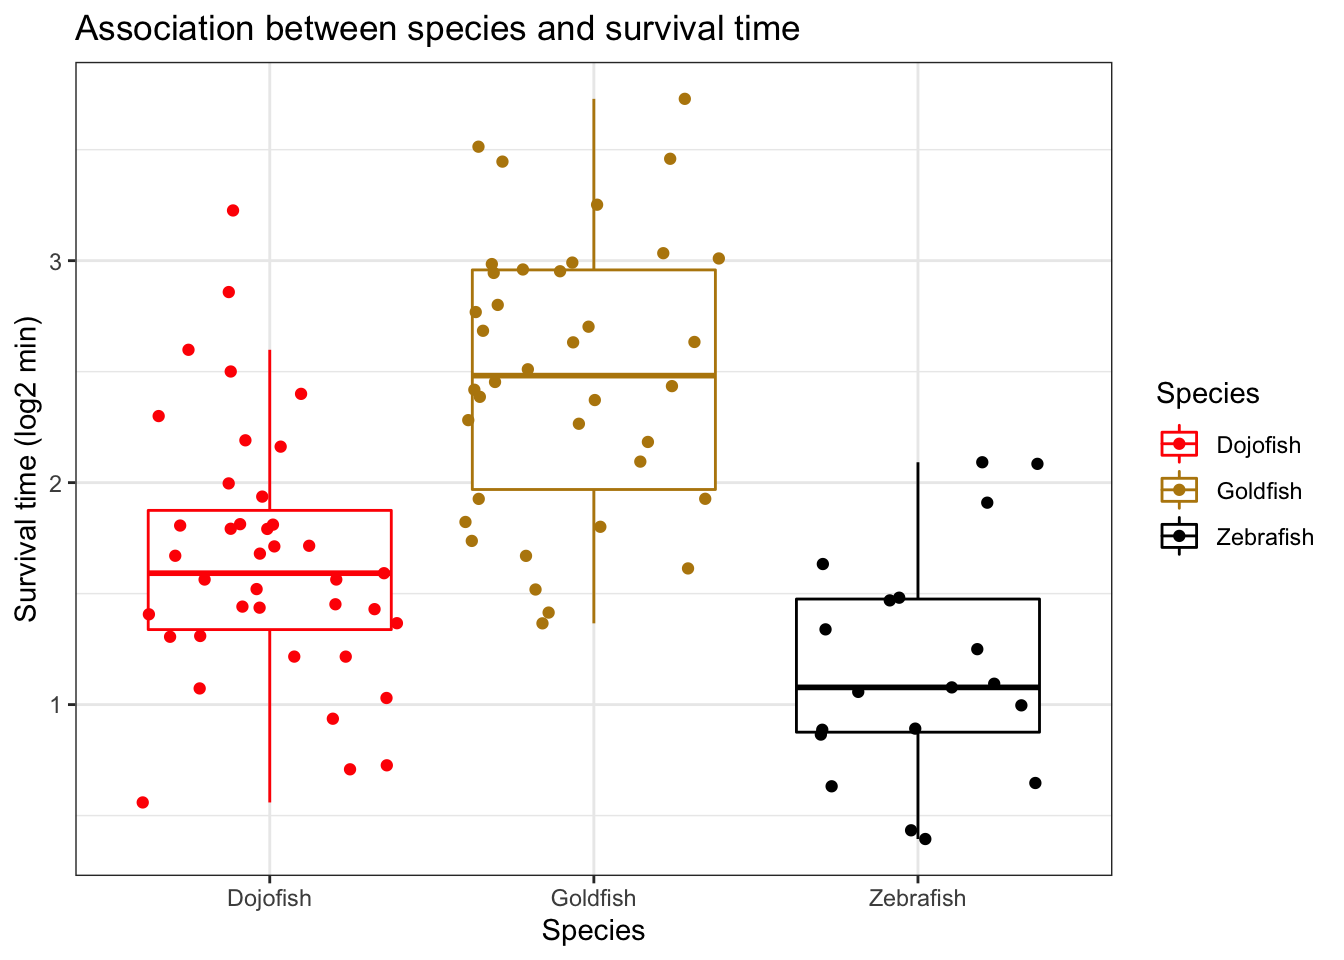 Association between species and survival time
Survival time (log2 min)
3
2
1
Dojofish
Goldfish
Zebrafish
Species
Species
Dojofish
Goldfish
Zebrafish